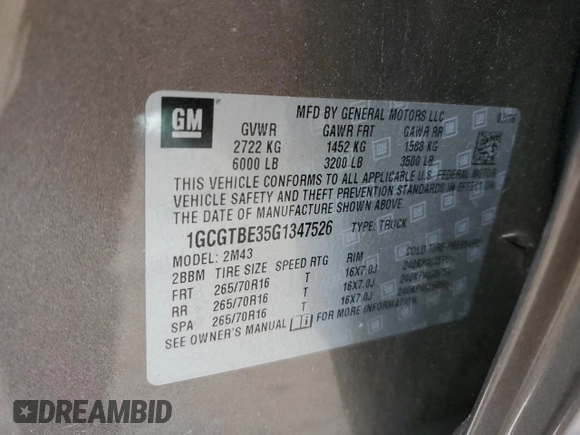 GM
MFD BY GENERAL MOTORS LLC
GVWR GAWR FRT GAWR RR
2722 KG 1452 KG 1588 KG
6000 LB 3200 LB 3500 LB
THIS VEHICLE CONFORMS TO ALL APPLICABLE U.S. FEDERAL MOTOR
VEHICLE SAFETY AND THEFT PREVENTION STANDARDS IN EFFECT ON
THE DATE OF MANUFACTURE SHOWN ABOVE.
1GCGTBE35G1347526 TYPE: TRUCK
MODEL: 2M43
2BBM TIRE SIZE SPEED RTG RIM COLD TIRE PRESSURE
FRT 265/70R16 T 16X7.0J
RR 265/70R16 T 16X7.0J
SPA 265/70R16 T 16X7.0J
SEE OWNER'S MANUAL FOR MORE INFORMATION.
DREAMBID